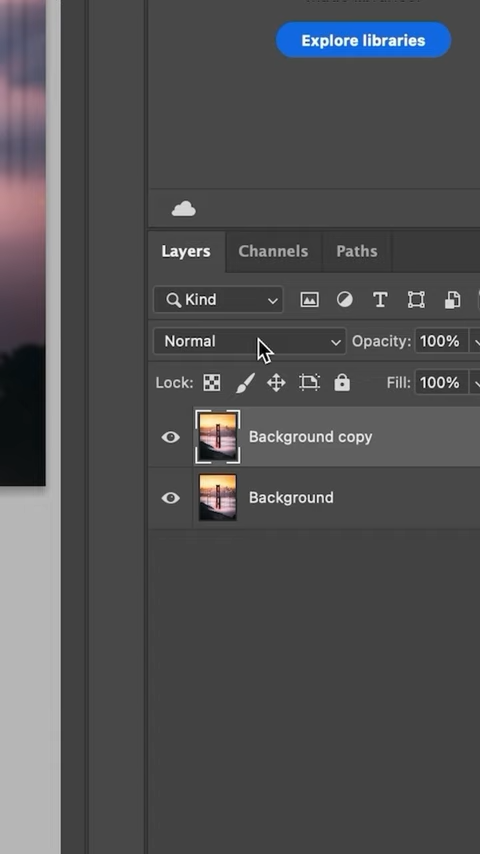 Explore libraries
Layers Channels Paths
Kind
Normal Opacity: 100%
Lock: Fill: 100%
Background copy
Background